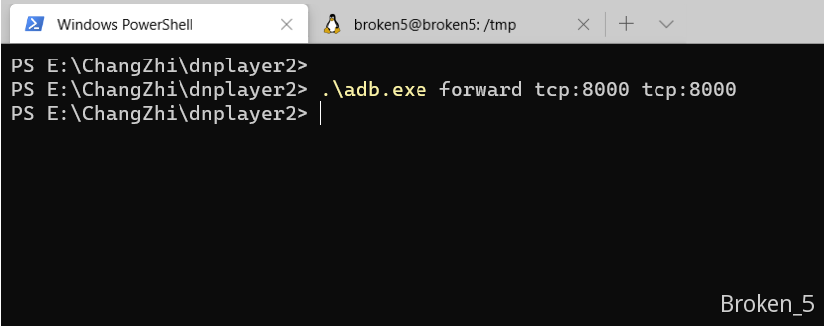 Windows PowerShell
broken5@broken5: /tmp
PS E:\ChangZhi\dnplayer2>
PS E:\ChangZhi\dnplayer2> .\adb.exe forward tcp:8000 tcp:8000
PS E:\ChangZhi\dnplayer2>
Broken_5